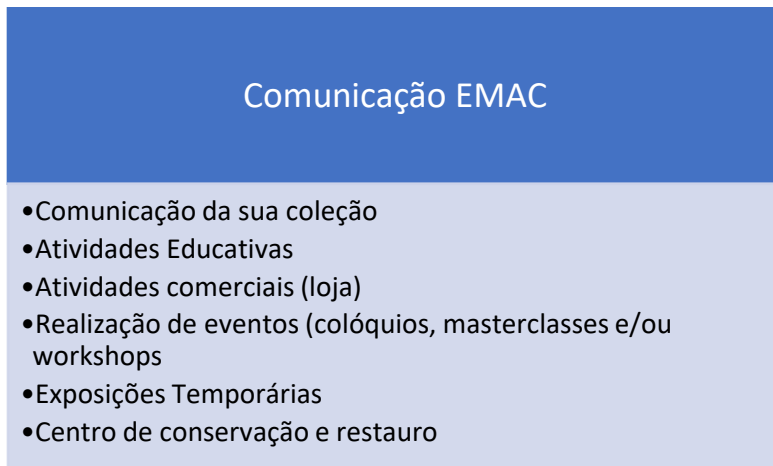 Comunicação EMAC
•Comunicação da sua coleção
•Atividades Educativas
•Atividades comerciais (loja)
•Realização de eventos (colóquios, masterclasses e/ou
workshops
•Exposições Temporárias
•Centro de conservação e restauro